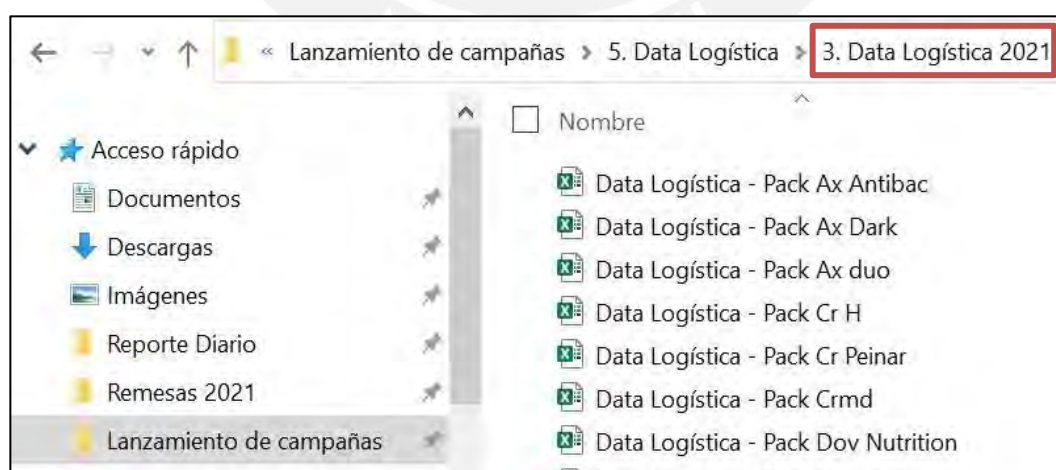 « Lanzamiento de campañas > 5. Data Logística > 3. Data Logística 2021
Acceso rápido
Documentos
Descargas
Imágenes
Reporte Diario
Remesas 2021
Lanzamiento de campañas
Nombre
Data Logística - Pack Ax Antibac
Data Logística - Pack Ax Dark
Data Logística - Pack Ax duo
Data Logística - Pack Cr H
Data Logística - Pack Cr Peinar
Data Logística - Pack Crmd
Data Logística - Pack Dov Nutrition